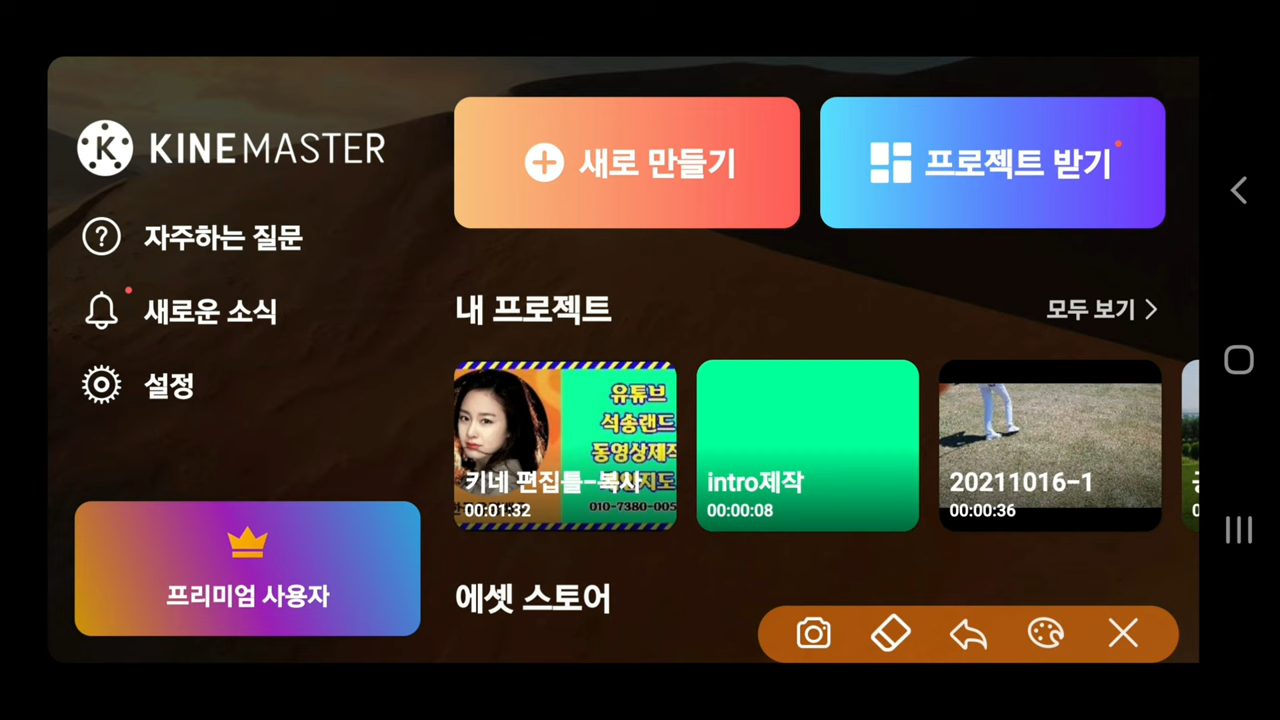 KINEMASTER
자주하는 질문
새로운 소식
설정
프리미엄 사용자
새로 만들기
프로젝트 받기
내 프로젝트
모두 보기
유튜브
석송랜드
동영상제작
키네 편집틀-복사
00:01:32
010-7380-005
intro제작
00:00:08
20211016-1
00:00:36
에셋 스토어